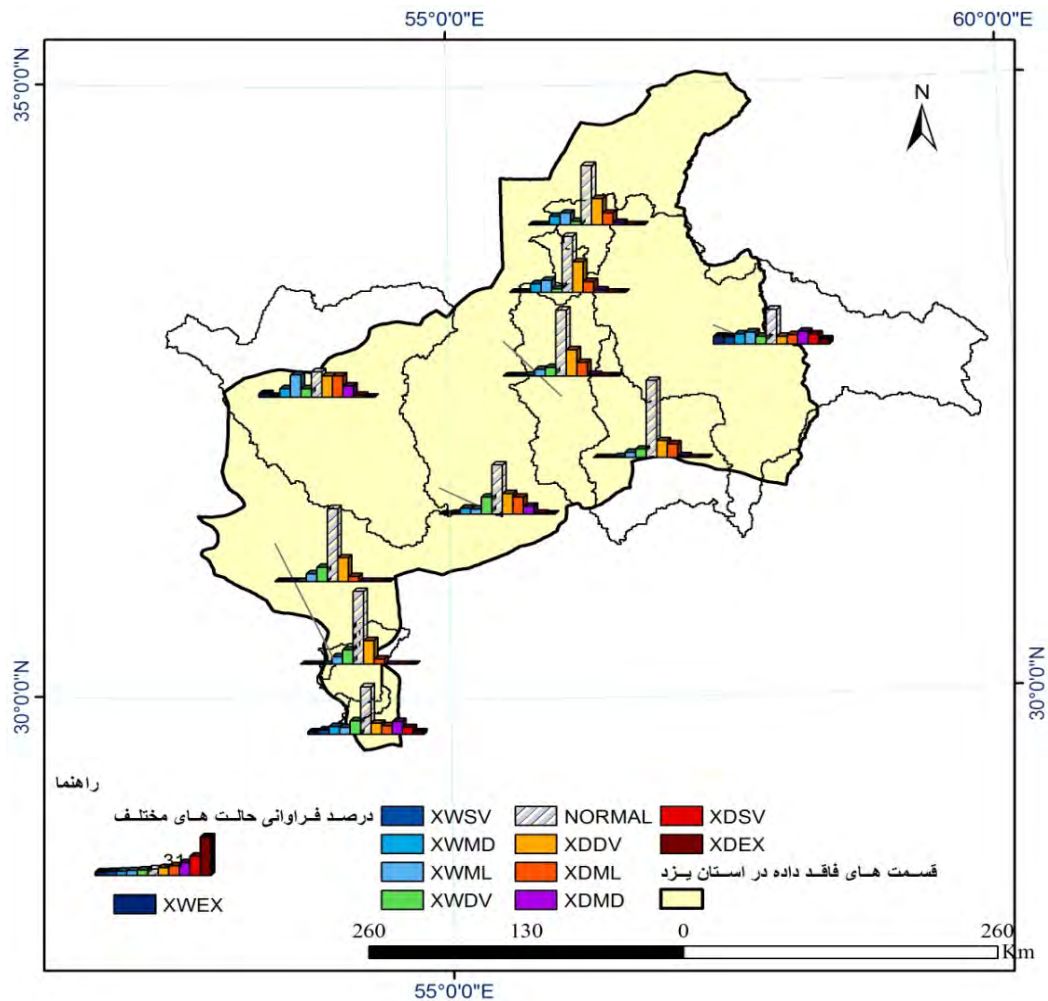 55°0'0"E 60°0'0"E
35°0'0"N
N
30°0'0"N 30°0'0"N
راهنما
درصد فراوانی حالت های مختلف
31
XWEX
XWSV
XWMD
XWML
XWDV
NORMAL
XDDV
XDML
XDMD
XDSV
XDEX
قسمت های فاقد داده در استان یزد
260 130 0 260
Km
55°0'0"E